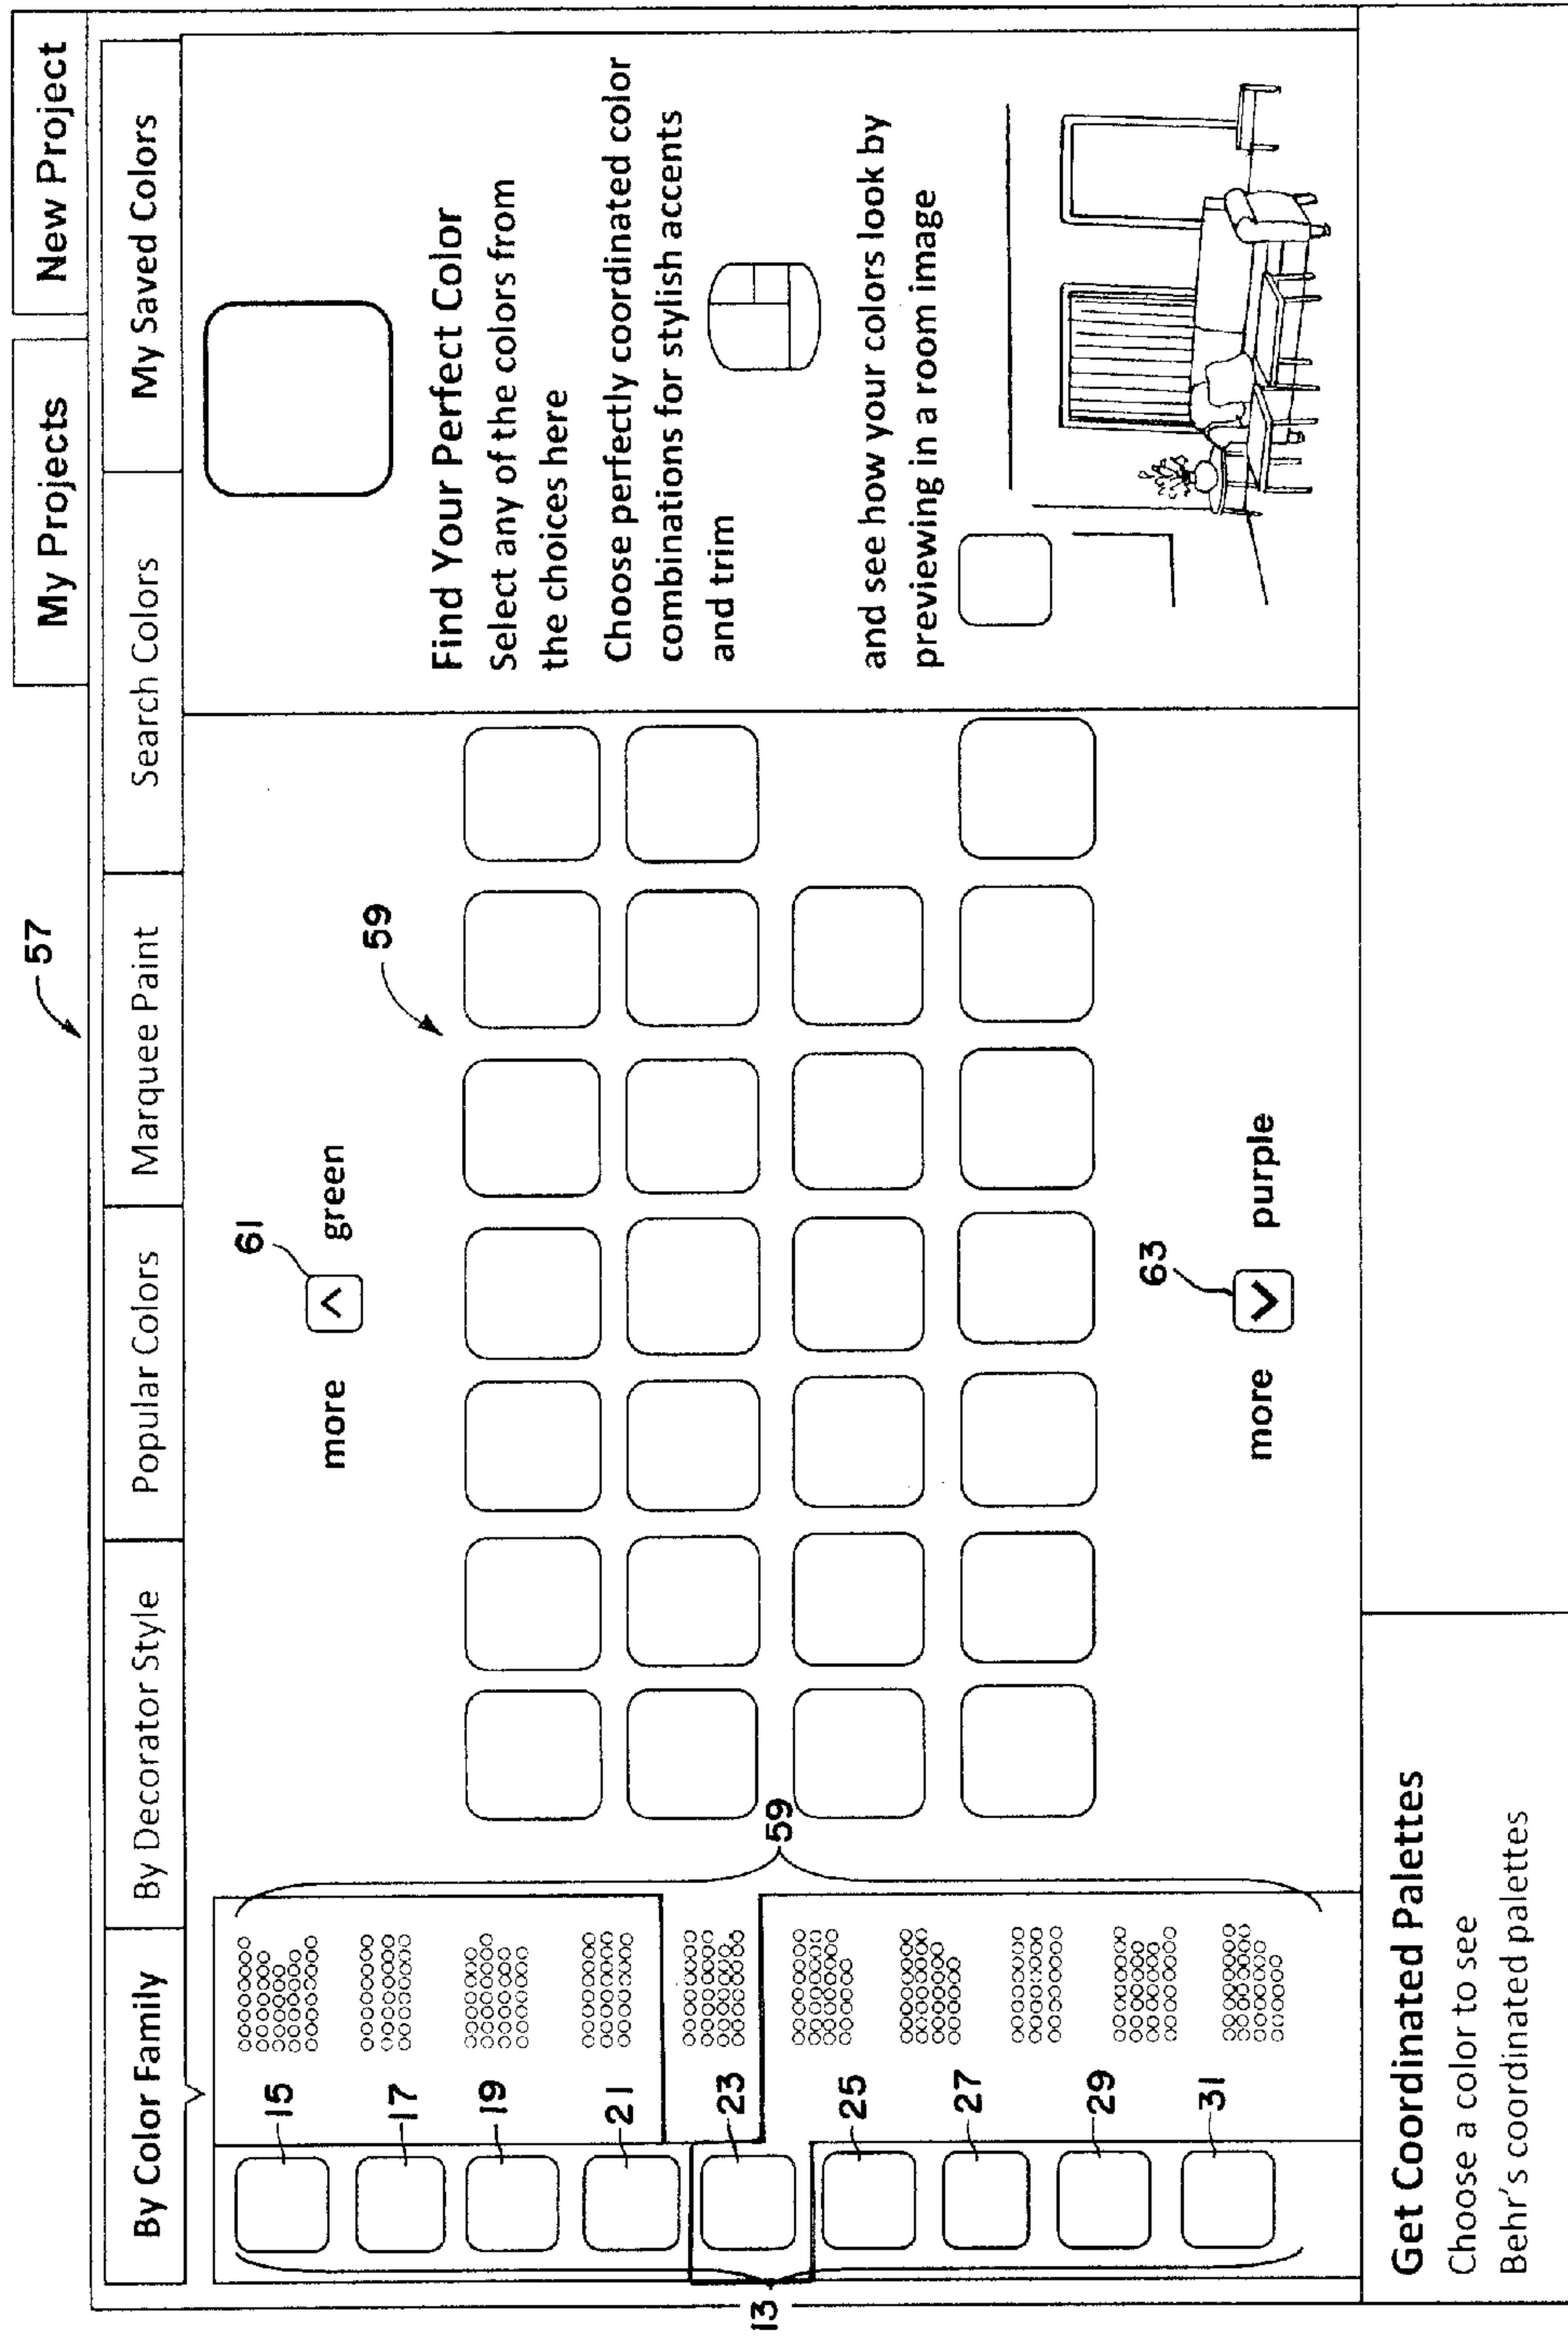 My Projects
New Project
57
By Color Family
By Decorator Style
Popular Colors
Marquee Paint
Search Colors
My Saved Colors
13
15
17
19
21
23
25
27
29
31
59
more
61
green
59
more
63
purple
Find Your Perfect Color
Select any of the colors from
the choices here
Choose perfectly coordinated color
combinations for stylish accents
and trim
and see how your colors look by
previewing in a room image
Get Coordinated Palettes
Choose a color to see
Behr's coordinated palettes